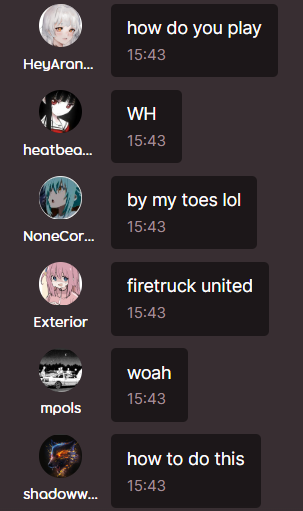 how do you play
15:43
HeyAran...
WH
15:43
heatbea...
by my toes lol
15:43
NoneCor...
firetruck united
15:43
Exterior
woah
15:43
mpols
how to do this
15:43
shadoww...